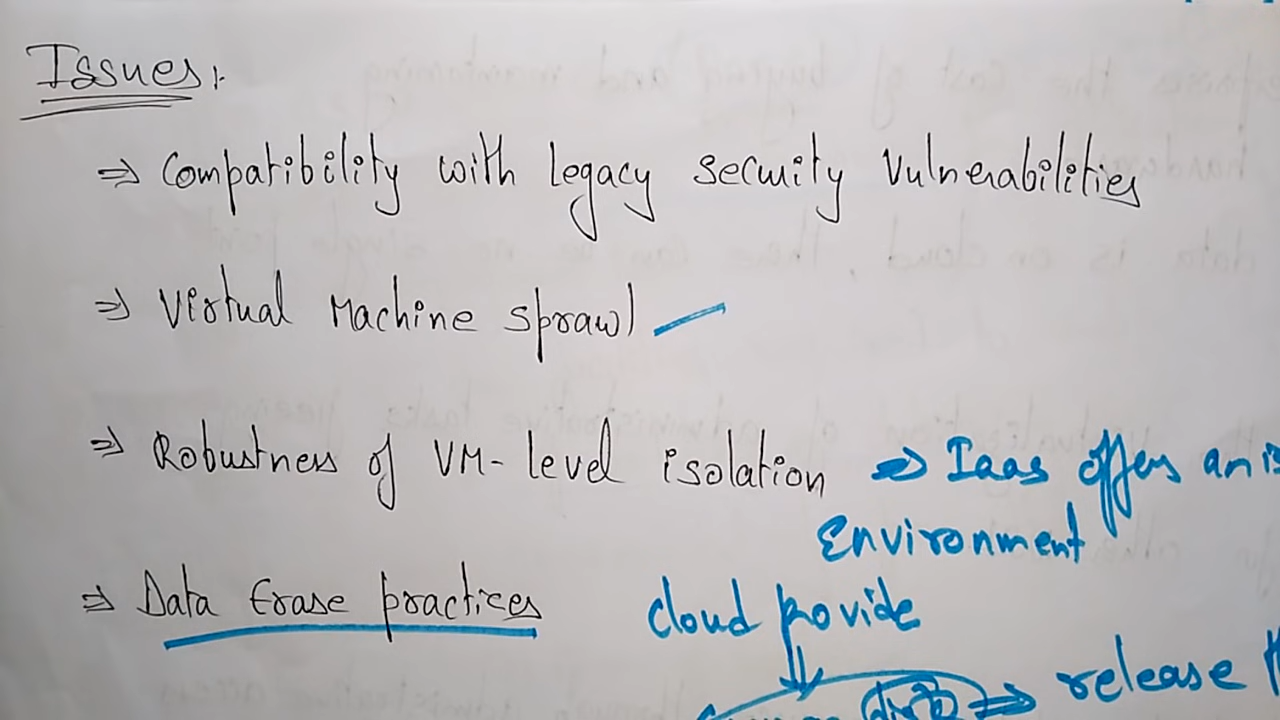 Issues:
⇒ Compatibility with legacy security Vulnerabilities
⇒ Virtual Machine sprawl
⇒ Robustness of VM-level isolation ⇒ Iaas offers an is
Environment
⇒ Data Erase practices
cloud provide
⇒ release